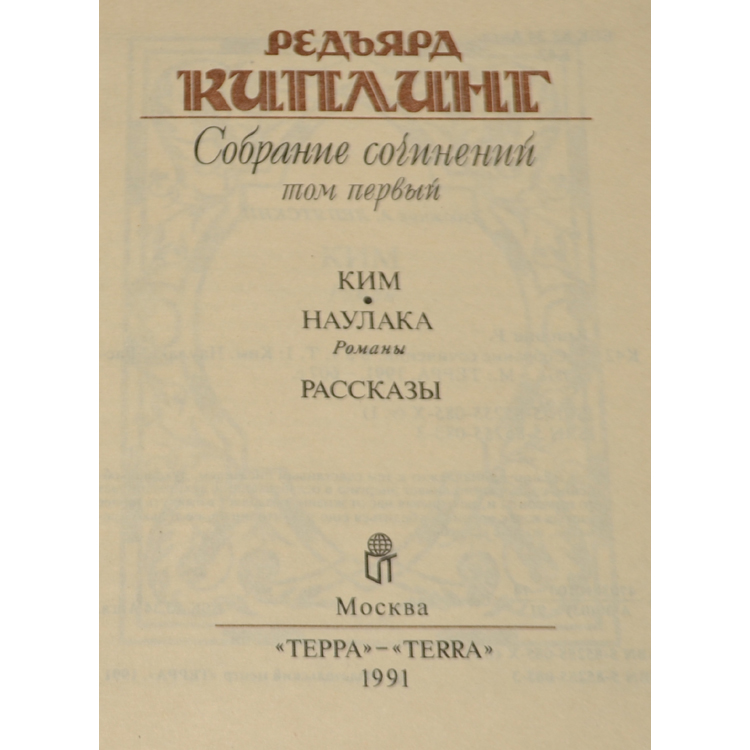 РЕДЬЯРД
КИПЛИНГ
Собрание сочинений
том первый
КИМ
•
НАУЛАКА
Романы
РАССКАЗЫ
Москва
«ТЕРРА»–«TERRA»
1991